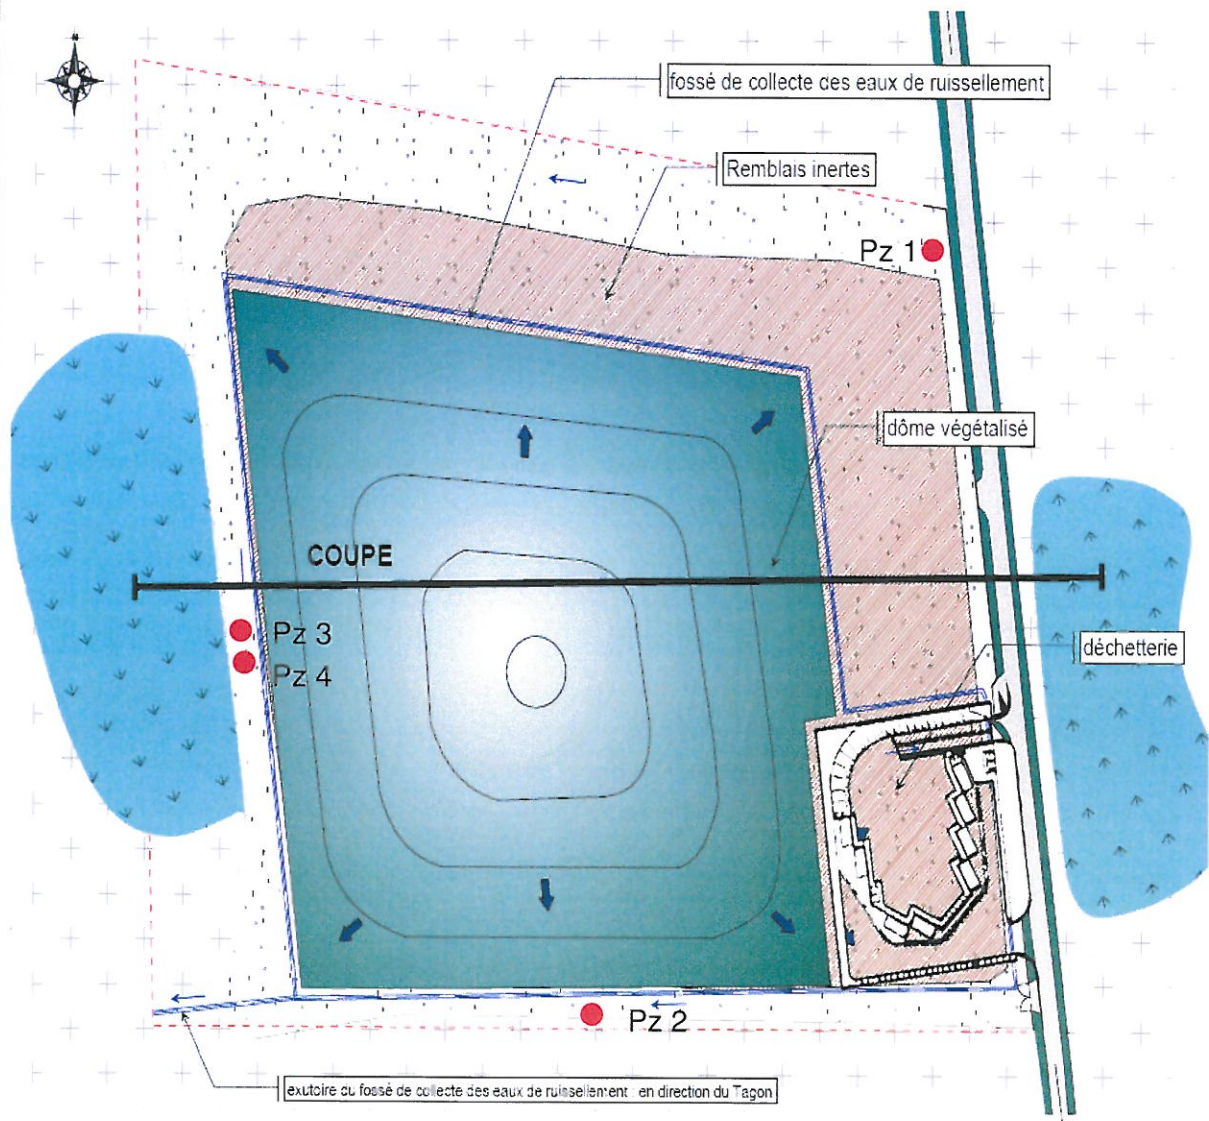 N
fossé de collecte des eaux de ruissellement
Remblais inertes
Pz 1
dôme végétalisé
COUPE
Pz 3
déchetterie
Pz 4
Pz 2
exutoire du fossé de collecte des eaux de ruissellement : en direction du Tagon